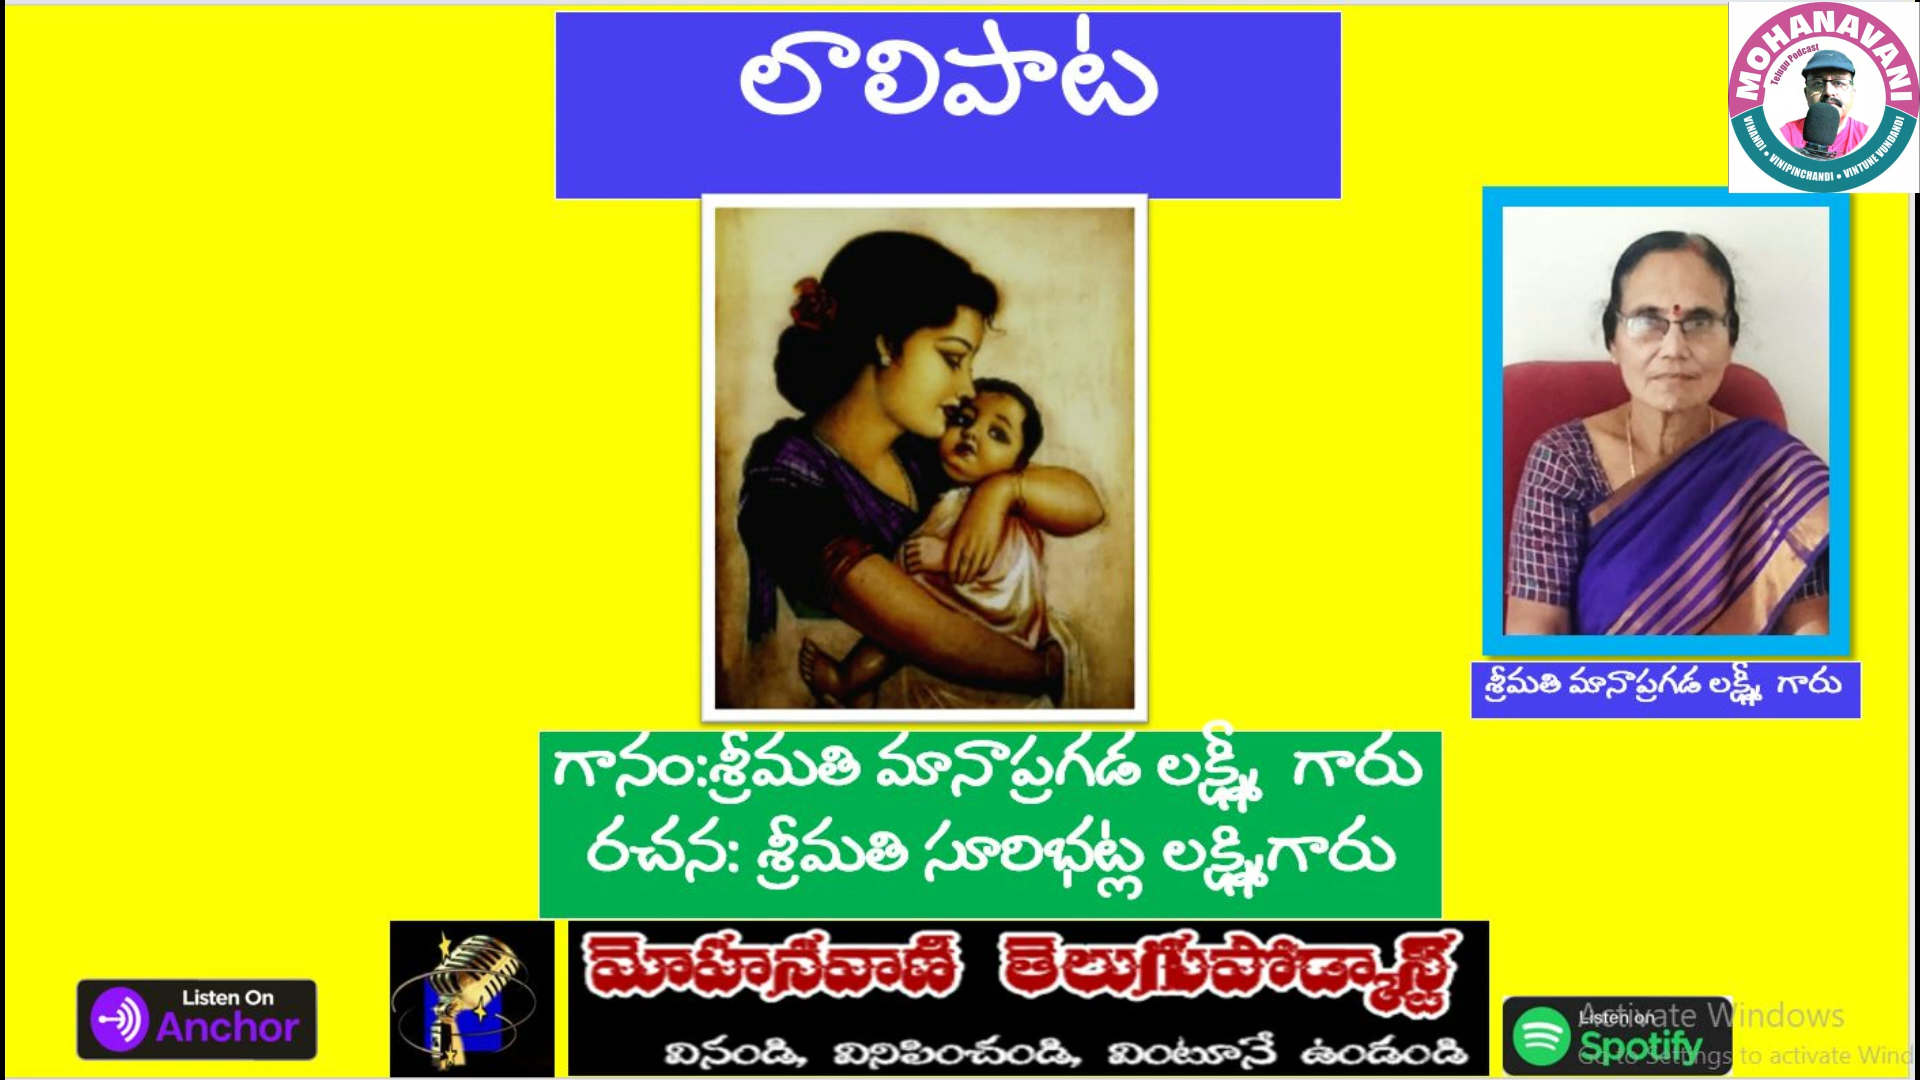 లాలిపాట
MOHANAVANI
Telugu Podcast
VINANDI • VINIPINCHANDI • VINTUNE VUNDANDI
శ్రీమతి మానాప్రగడ లక్ష్మీ గారు
గానం:శ్రీమతి మానాప్రగడ లక్ష్మీ గారు
రచన: శ్రీమతి సూరిభట్ల లక్ష్మిగారు
మోహనవాణి తెలుగుపోడ్కాస్ట్
వినండి, వినిపించండి, వింటూనే ఉండండి
Listen On
Anchor
Listen on
Spotify
Activate Windows
Go to Settings to activate Wind